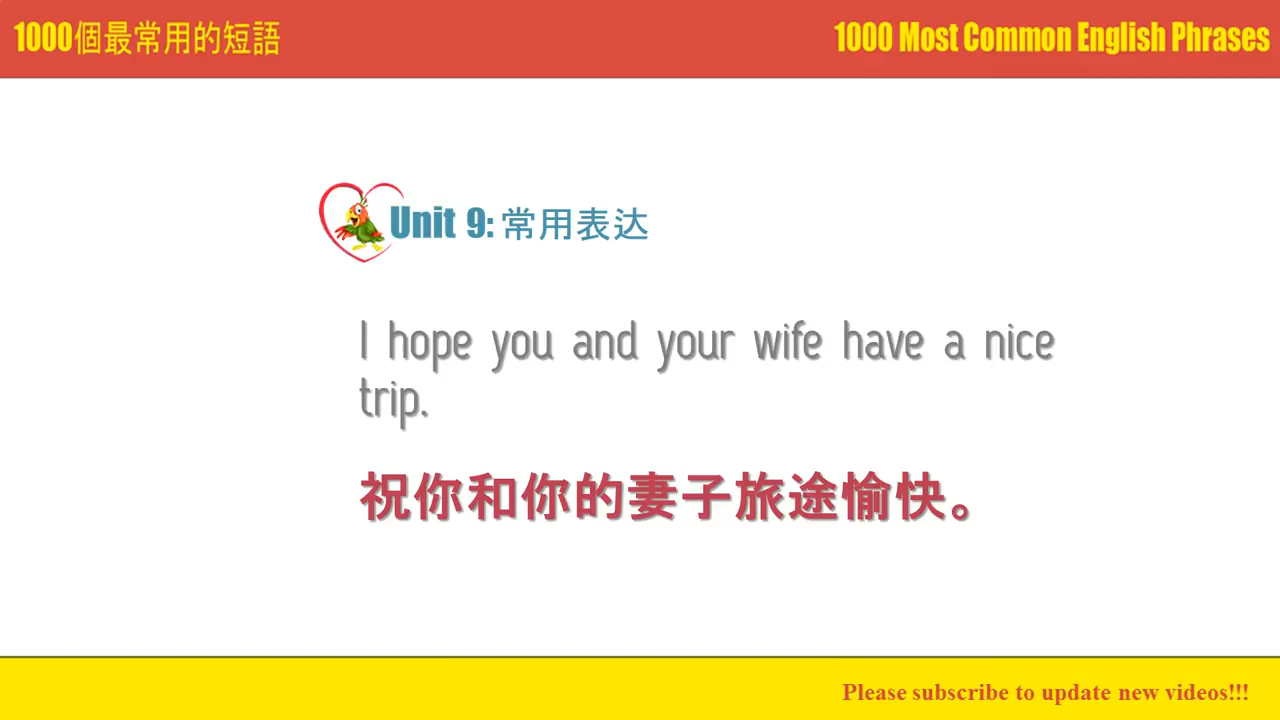 1000個最常用的短語
1000 Most Common English Phrases
Unit 9: 常用表达
I hope you and your wife have a nice
trip.
祝你和你的妻子旅途愉快。
Please subscribe to update new videos!!!